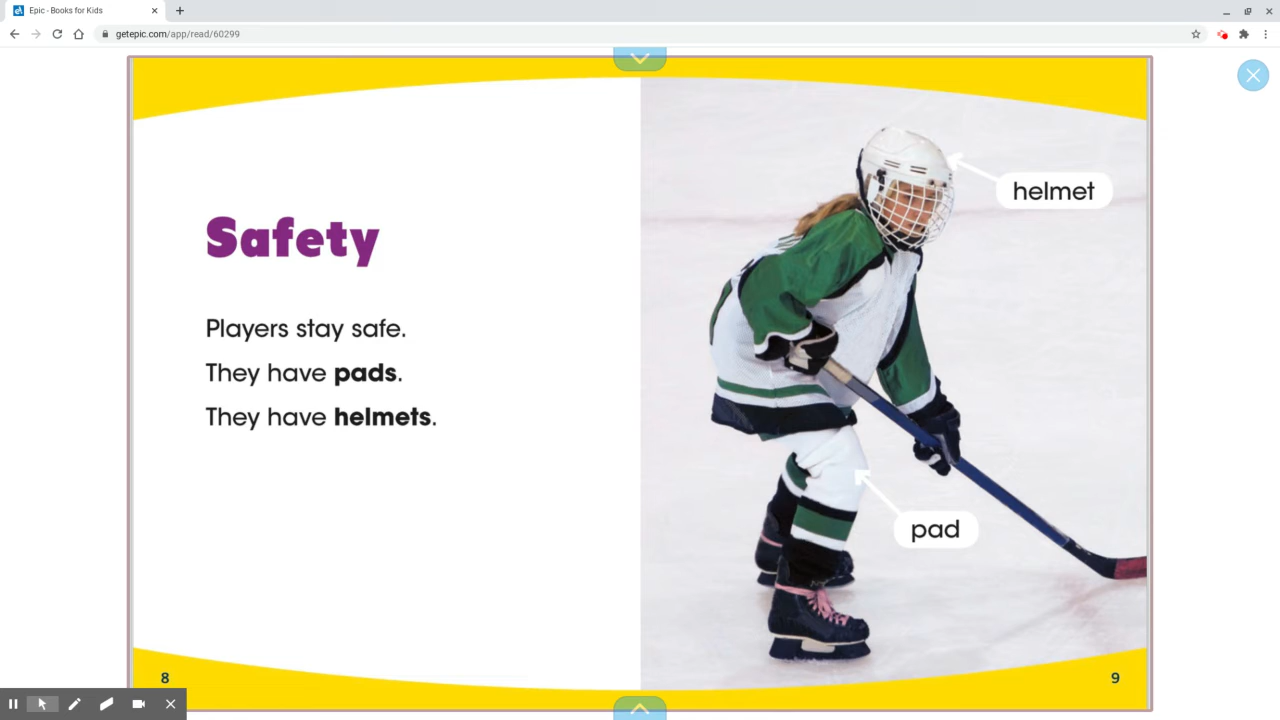 Epic - Books for Kids
getepic.com/app/read/60299
Safety
Players stay safe.
They have pads.
They have helmets.
helmet
pad
8
9